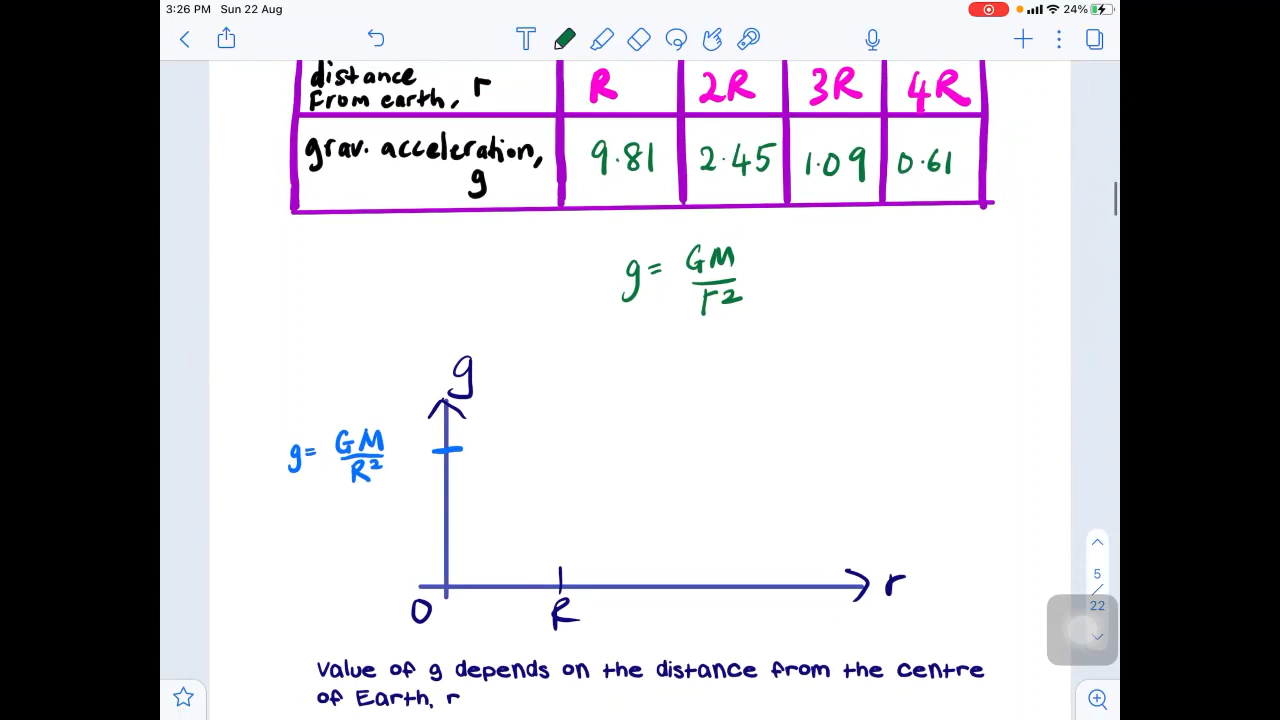 3:26 PM Sun 22 Aug
24%
distance
from earth, r
R 2R 3R 4R
grav. acceleration,
g
9.81 2.45 1.09 0.61
g = GM
r2
g
g = GM
R2
5
/
22
r
O R
Value of g depends on the distance from the centre
of Earth, r